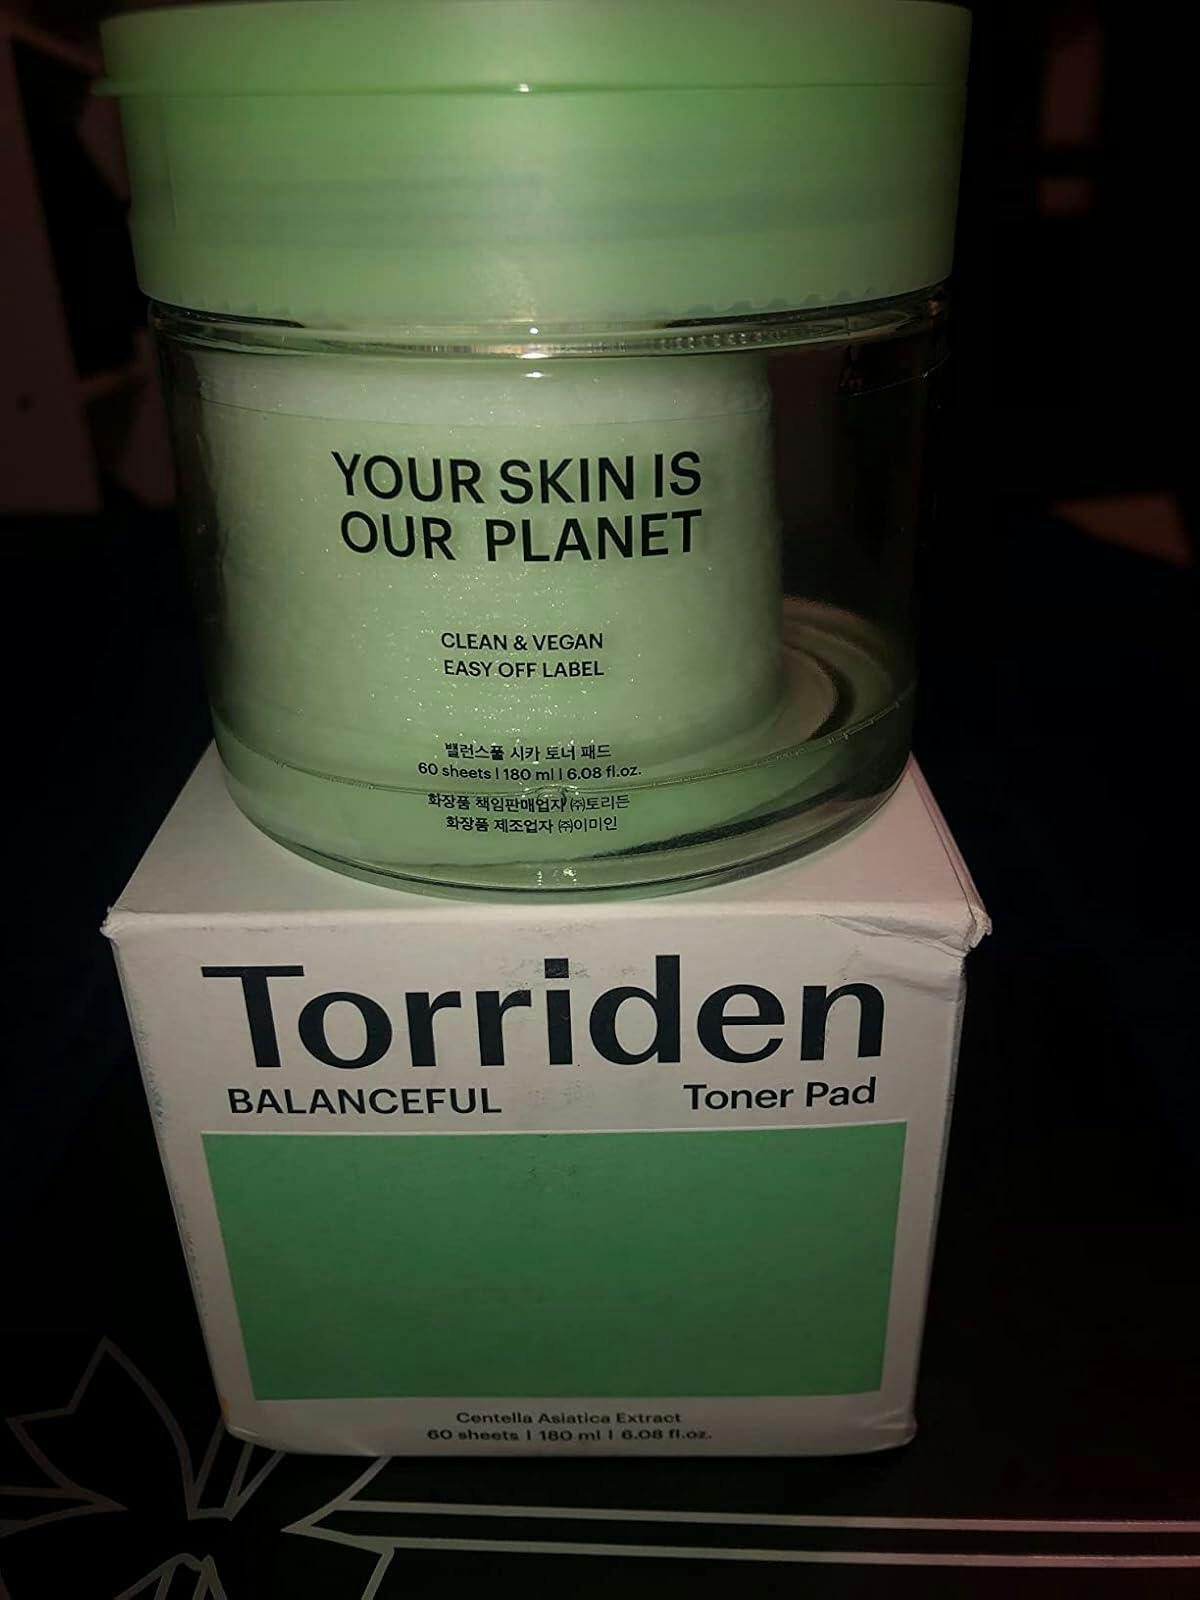 YOUR SKIN IS
OUR PLANET
CLEAN & VEGAN
EASY OFF LABEL
밸런스풀 시카 토너 패드
60 sheets | 180 ml | 6.08 fl.oz.
화장품 책임판매업자 ㈜토리든
화장품 제조업자 ㈜이미인
Torriden
BALANCEFUL
Toner Pad
Centella Asiatica Extract
60 sheets | 180 ml | 6.08 fl.oz.